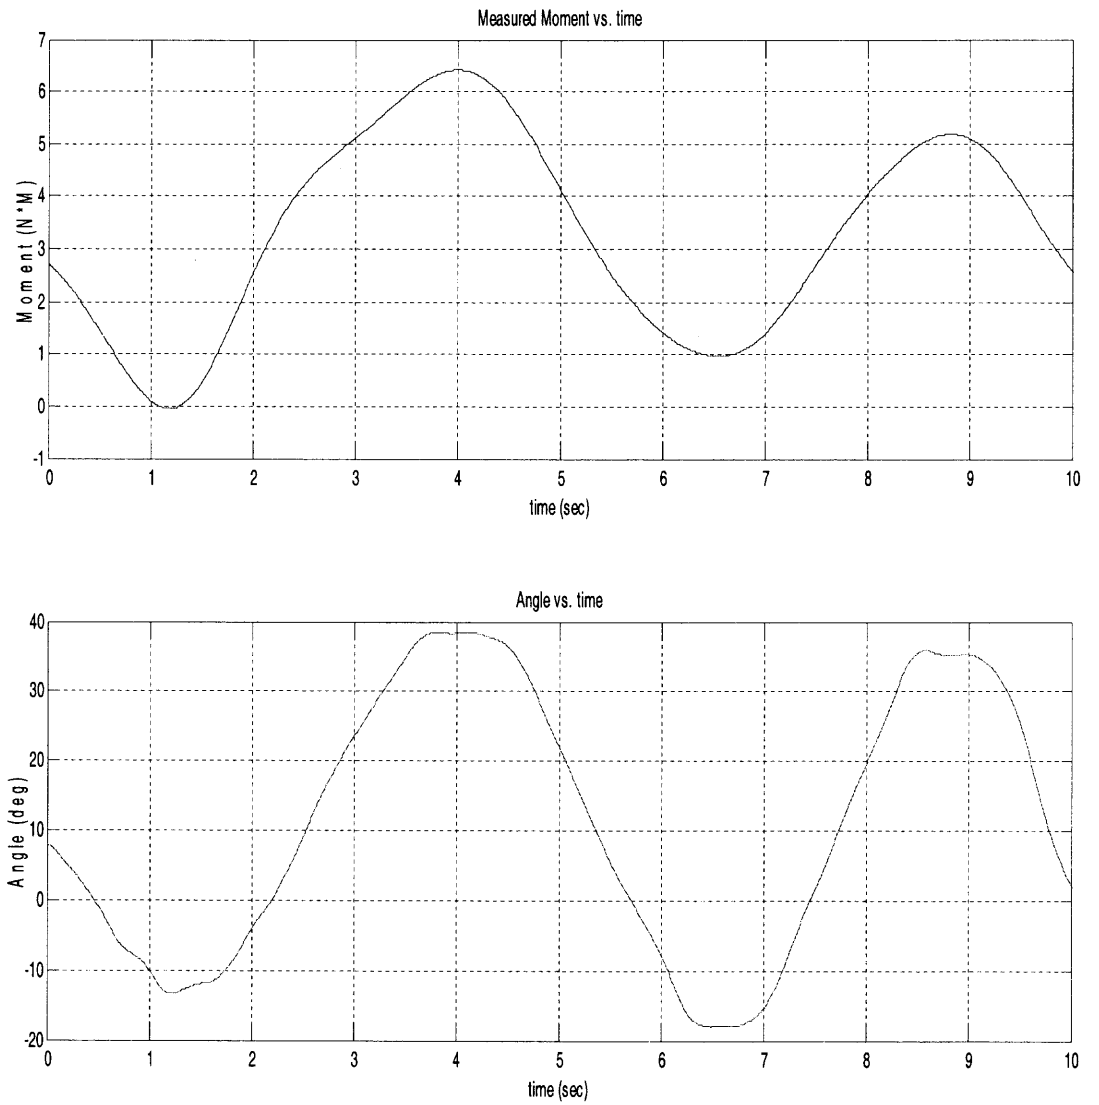 Measured Moment vs. time
7
6
5
4
3
2
1
0
-1
Moment (N*M)
0 1 2 3 4 5 6 7 8 9 10
time (sec)
Angle vs. time
40
30
20
10
0
-10
-20
Angle (deg)
0 1 2 3 4 5 6 7 8 9 10
time (sec)